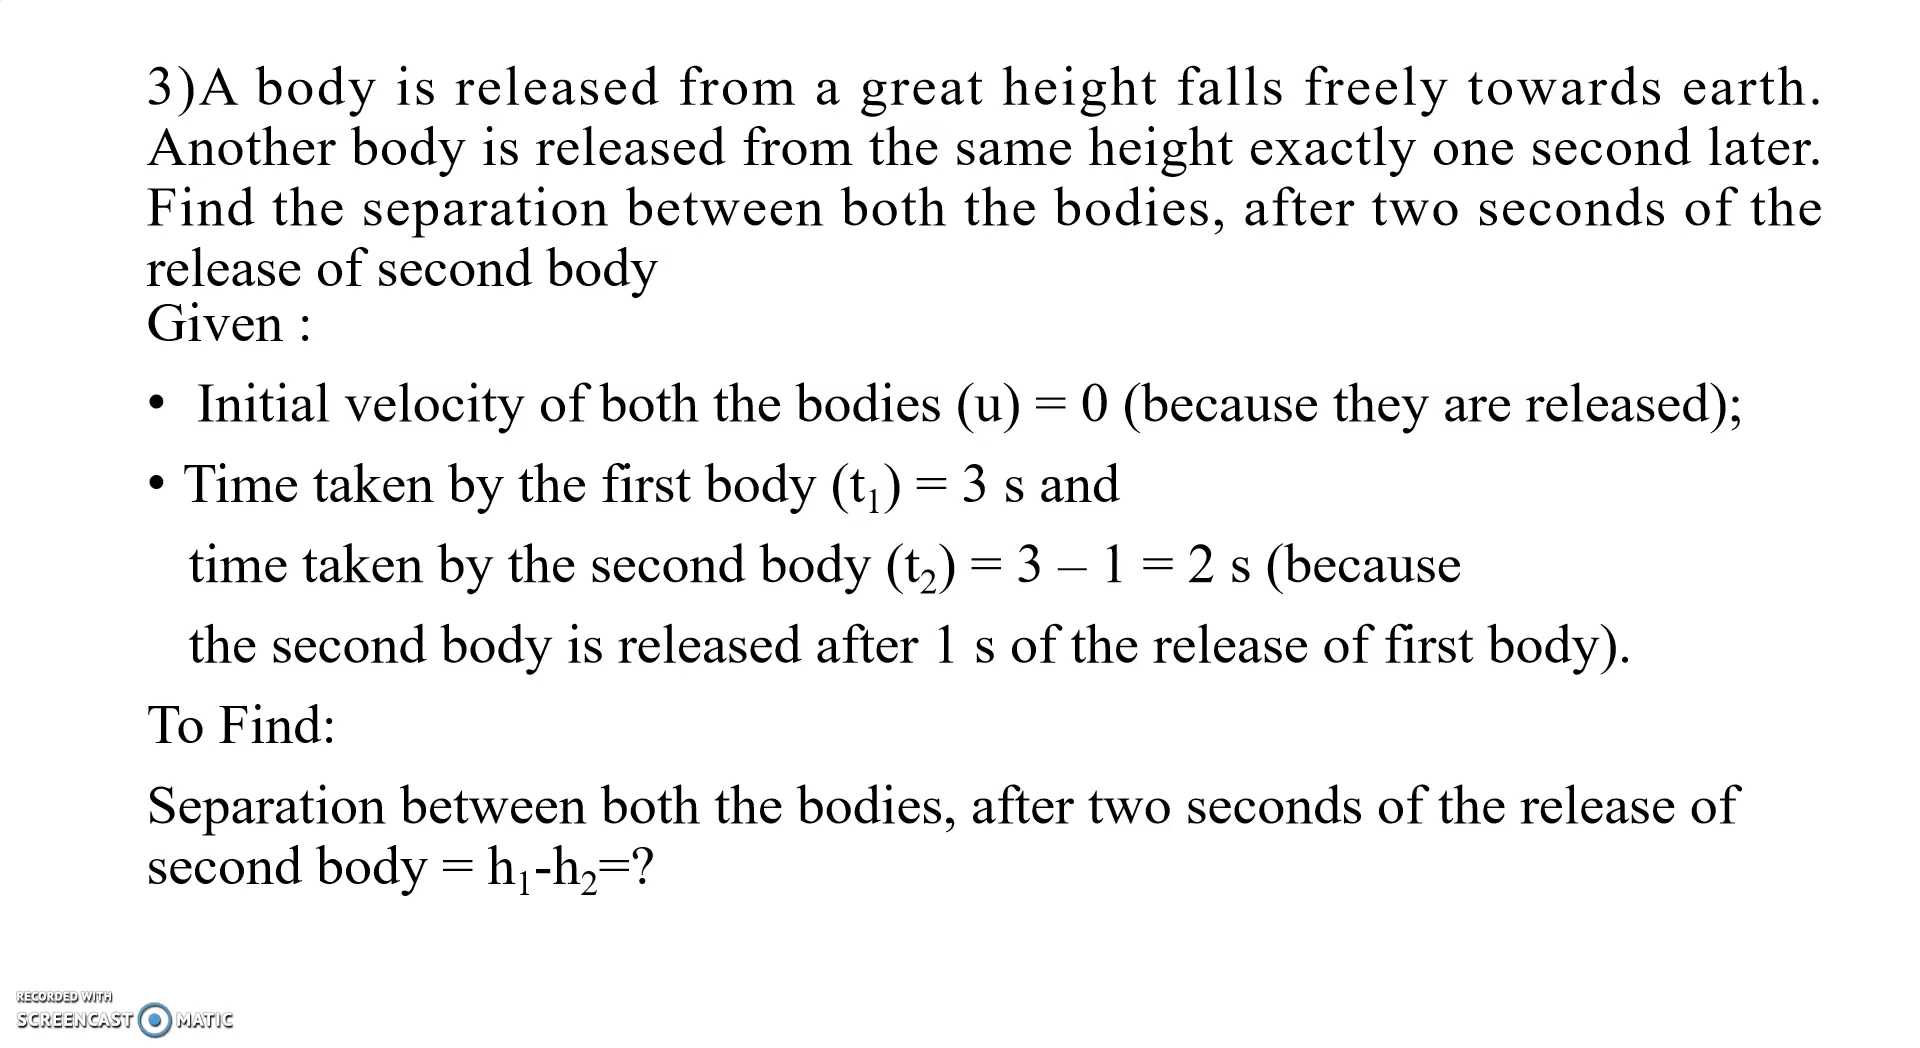 3)A body is released from a great height falls freely towards earth.
Another body is released from the same height exactly one second later.
Find the separation between both the bodies, after two seconds of the
release of second body
Given :
• Initial velocity of both the bodies (u) = 0 (because they are released);
• Time taken by the first body (t₁) = 3 s and
time taken by the second body (t₂) = 3 – 1 = 2 s (because
the second body is released after 1 s of the release of first body).
To Find:
Separation between both the bodies, after two seconds of the release of
second body = h₁-h₂=?
RECORDED WITH
SCREENCAST MATIC